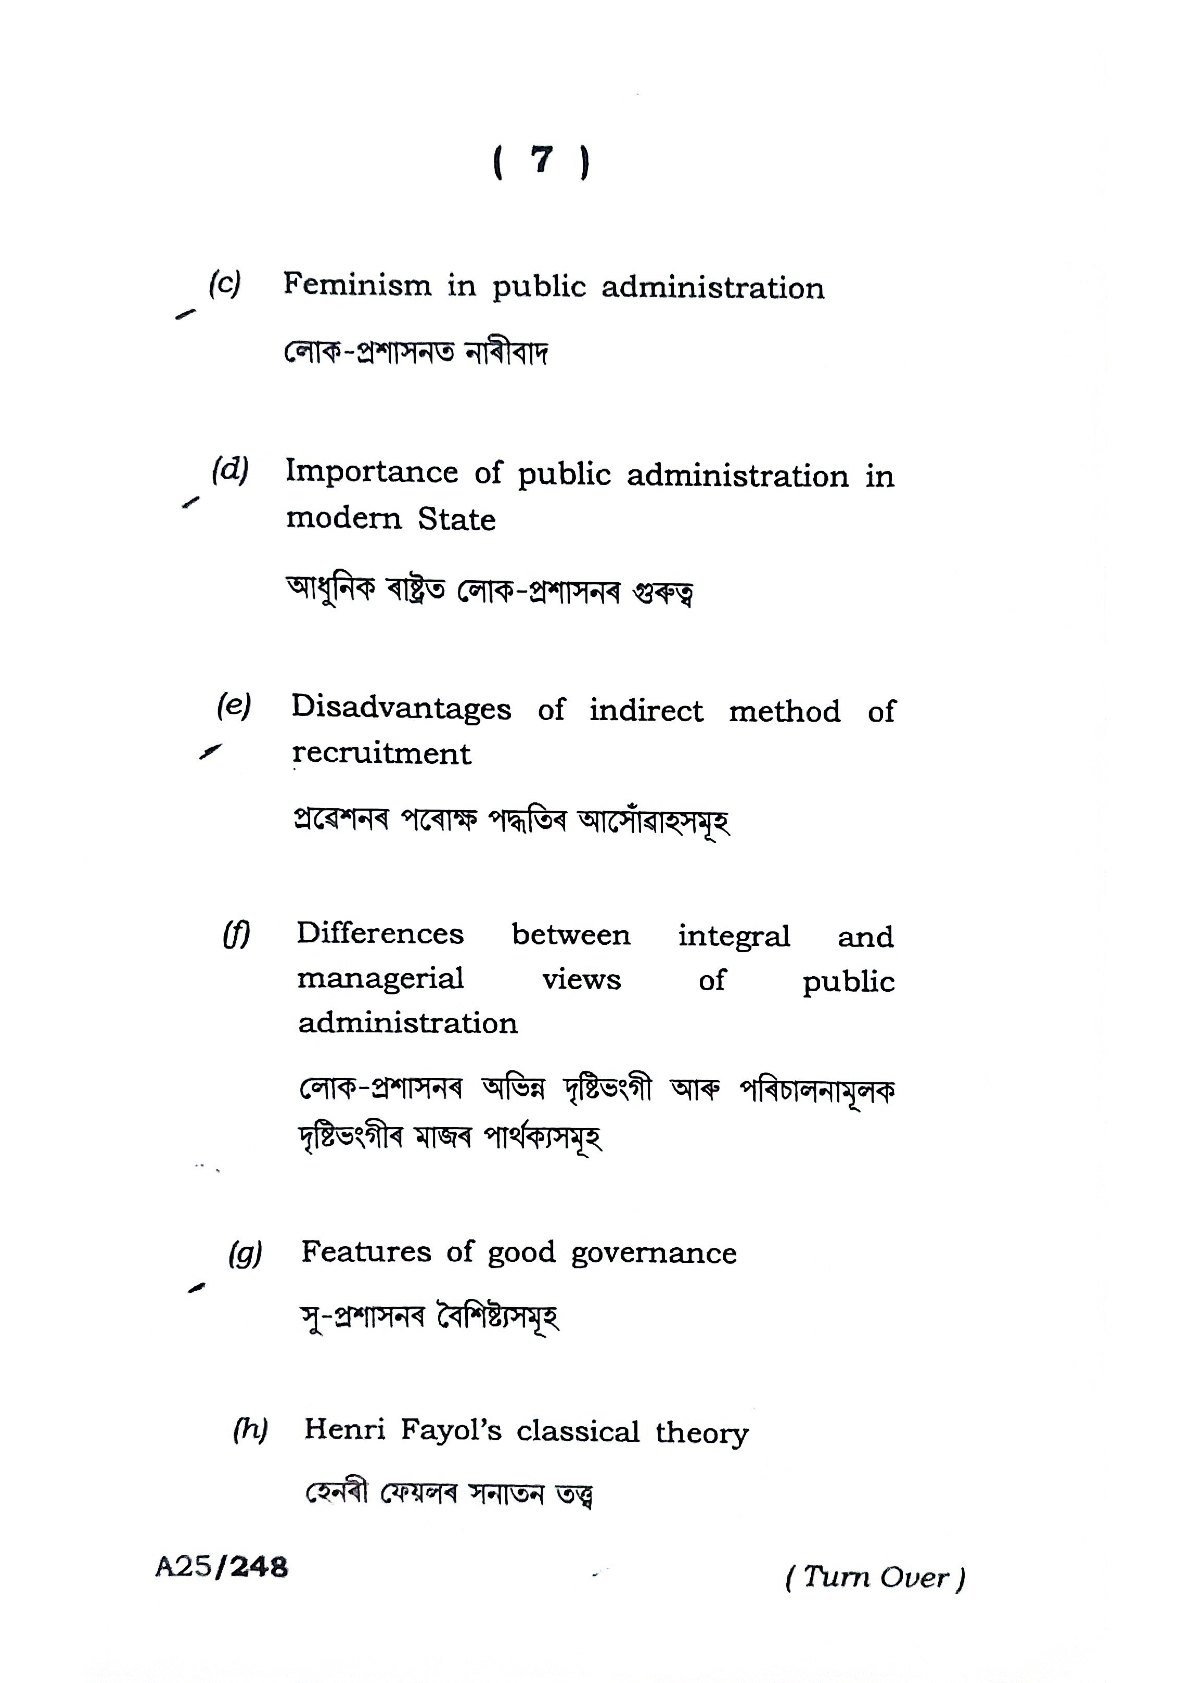 ( 7 )
(c) Feminism in public administration
লোক-প্ৰশাসনত নাৰীবাদ
(d) Importance of public administration in
modern State
আধুনিক ৰাষ্ট্ৰত লোক-প্ৰশাসনৰ গুৰুত্ব
(e) Disadvantages of indirect method of
recruitment
প্ৰৱেশনৰ পৰোক্ষ পদ্ধতিৰ আসোঁৱাহসমূহ
(f) Differences between integral and
managerial views of public
administration
লোক-প্ৰশাসনৰ অভিন্ন দৃষ্টিভংগী আৰু পৰিচালনামূলক
দৃষ্টিভংগীৰ মাজৰ পাৰ্থক্যসমূহ
(g) Features of good governance
সু-প্ৰশাসনৰ বৈশিষ্ট্যসমূহ
(h) Henri Fayol's classical theory
হেনৰী ফেয়লৰ সনাতন তত্ত্ব
A25/248
( Turn Over )